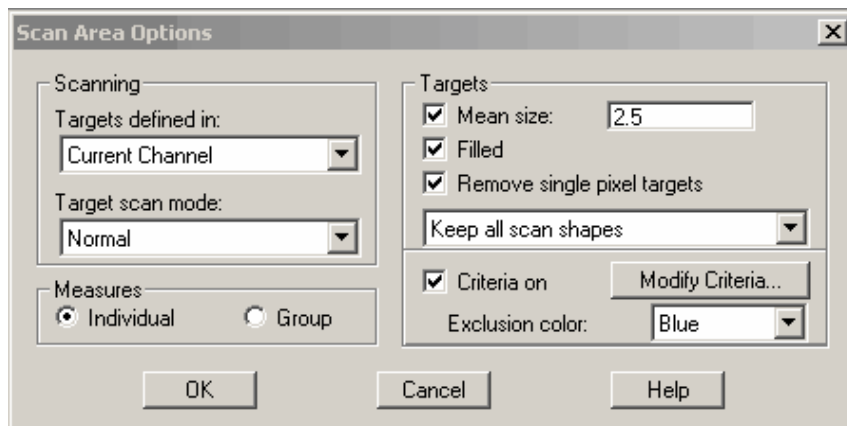 Scan Area Options
Scanning
Targets defined in:
Current Channel
Target scan mode:
Normal
Measures
Individual
Group
Targets
Mean size: 2.5
Filled
Remove single pixel targets
Keep all scan shapes
Criteria on
Modify Criteria...
Exclusion color: Blue
OK
Cancel
Help